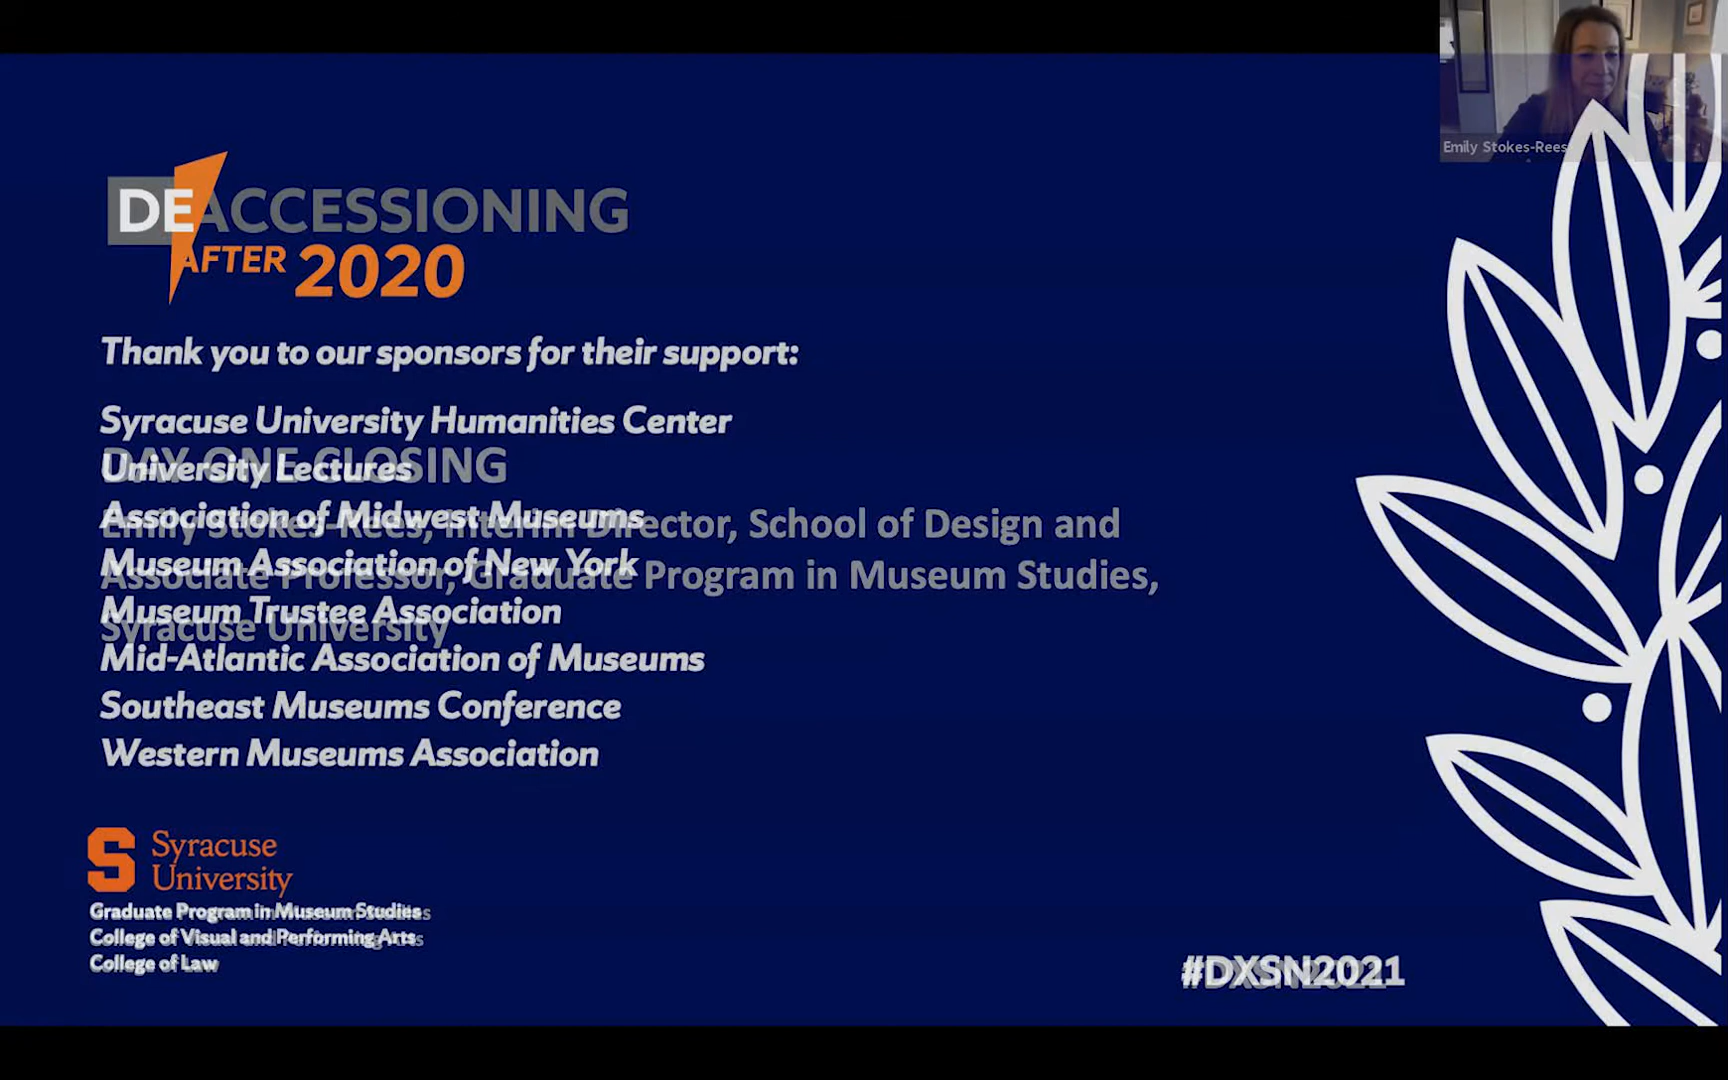 Emily Stokes-Rees
DEACCESSIONING
AFTER 2020
Thank you to our sponsors for their support:
Syracuse University Humanities Center
University Lectures
DAY ONE CLOSING
Association of Midwest Museums
Emily Stokes-Rees, Interim Director, School of Design and
Museum Association of New York
Associate Professor, Graduate Program in Museum Studies,
Museum Trustee Association
Syracuse University
Mid-Atlantic Association of Museums
Southeast Museums Conference
Western Museums Association
S Syracuse
University
Graduate Program in Museum Studies
College of Visual and Performing Arts
College of Law
#DXSN2021